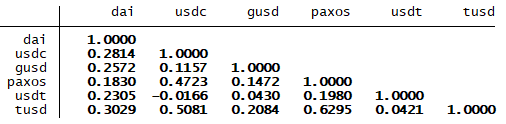 dai usdc gusd paxos usdt tusd
dai 1.0000
usdc 0.2814 1.0000
gusd 0.2572 0.1157 1.0000
paxos 0.1830 0.4723 0.1472 1.0000
usdt 0.2305 -0.0166 0.0430 0.1980 1.0000
tusd 0.3029 0.5081 0.2084 0.6295 0.0421 1.0000